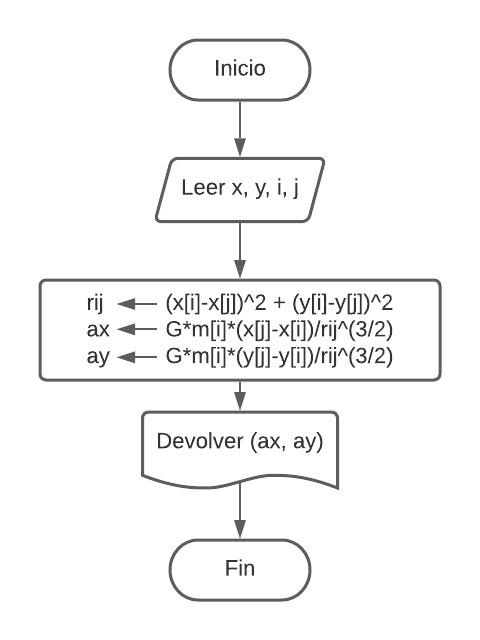 Inicio
Leer x, y, i, j
rij ← (x[i]-x[j])^2 + (y[i]-y[j])^2
ax ← G*m[i]*(x[j]-x[i])/rij^(3/2)
ay ← G*m[i]*(y[j]-y[i])/rij^(3/2)
Devolver (ax, ay)
Fin